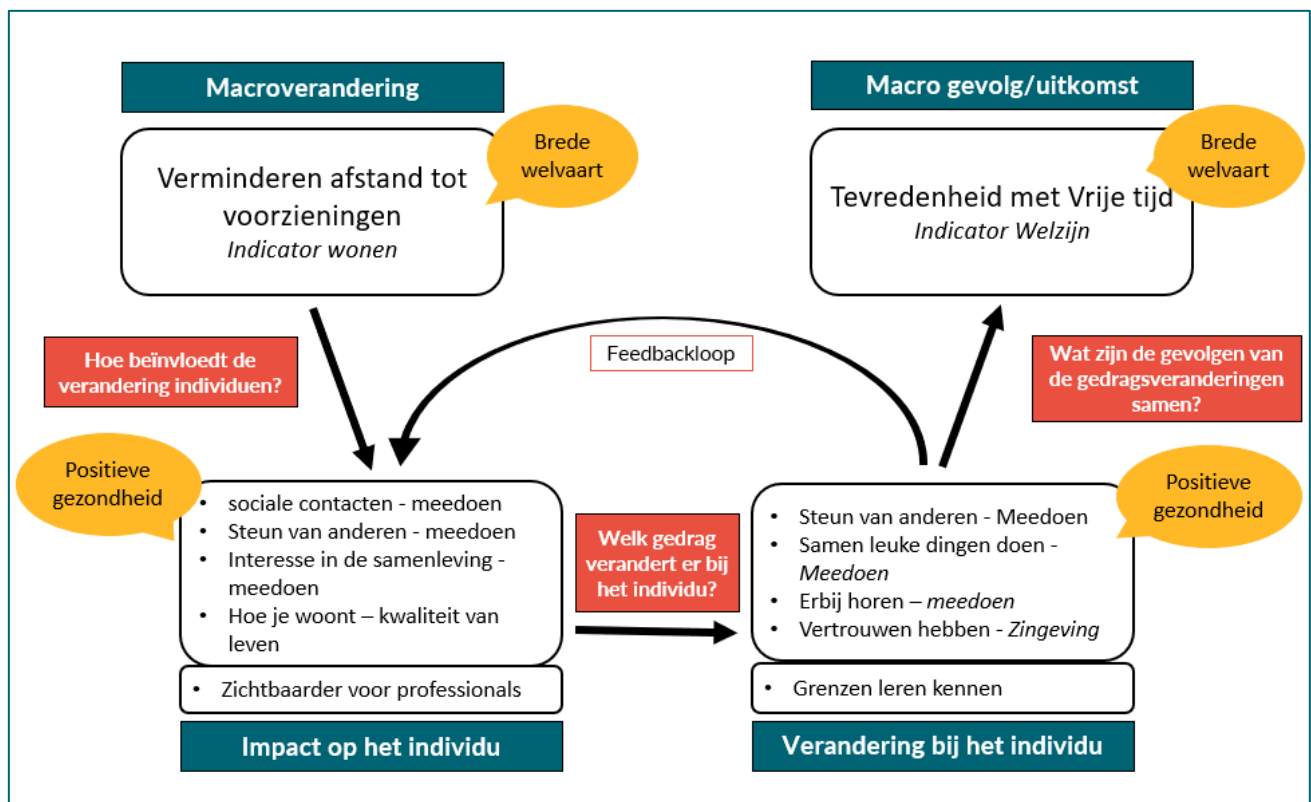 Macroverandering
Verminderen afstand tot
voorzieningen
Indicator wonen
Brede
welvaart
Macro gevolg/uitkomst
Tevredenheid met Vrije tijd
Indicator Welzijn
Brede
welvaart
Hoe beïnvloedt de
verandering individuen?
Feedbackloop
Wat zijn de gevolgen van
de gedragsveranderingen
samen?
Positieve
gezondheid
• sociale contacten - meedoen
• Steun van anderen - meedoen
• Interesse in de samenleving -
meedoen
• Hoe je woont – kwaliteit van
leven
• Zichtbaarder voor professionals
Impact op het individu
Welk gedrag
verandert er bij
het individu?
Positieve
gezondheid
• Steun van anderen - Meedoen
• Samen leuke dingen doen -
Meedoen
• Erbij horen – meedoen
• Vertrouwen hebben - Zingeving
• Grenzen leren kennen
Verandering bij het individu